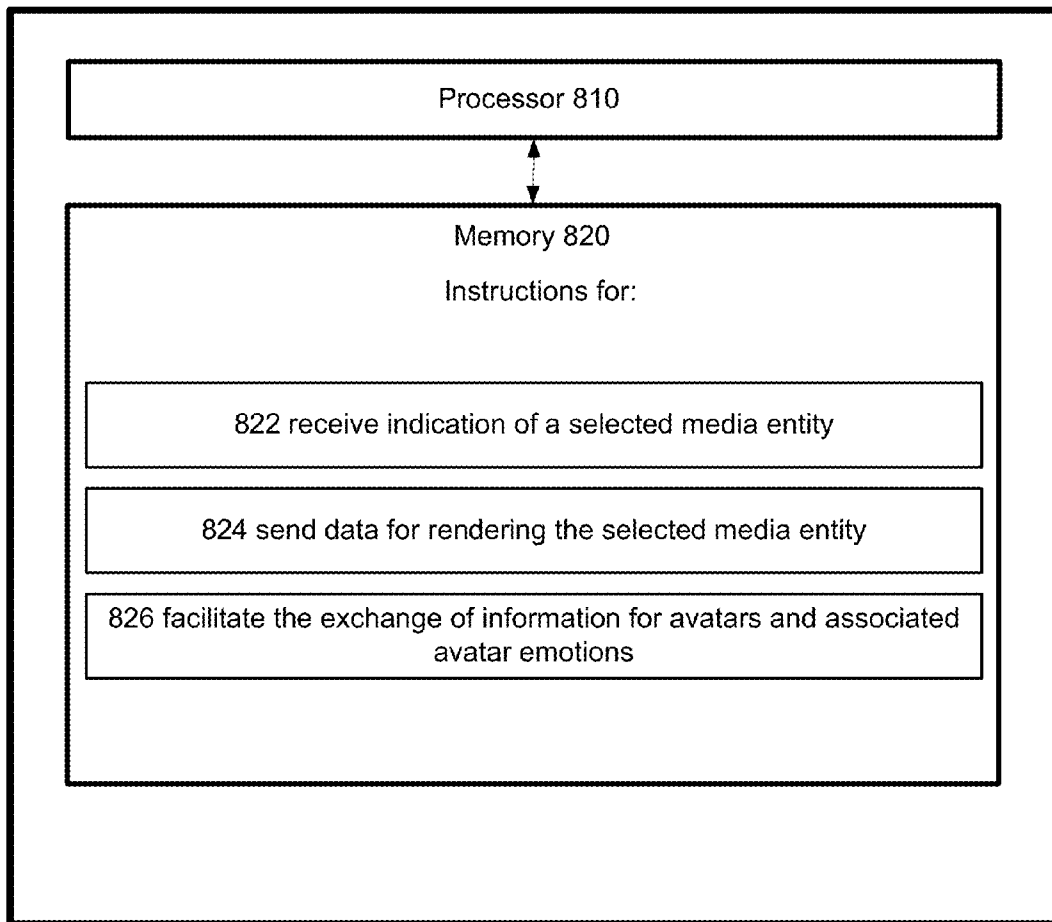 Processor 810
Memory 820
Instructions for:
822 receive indication of a selected media entity
824 send data for rendering the selected media entity
826 facilitate the exchange of information for avatars and associated
avatar emotions